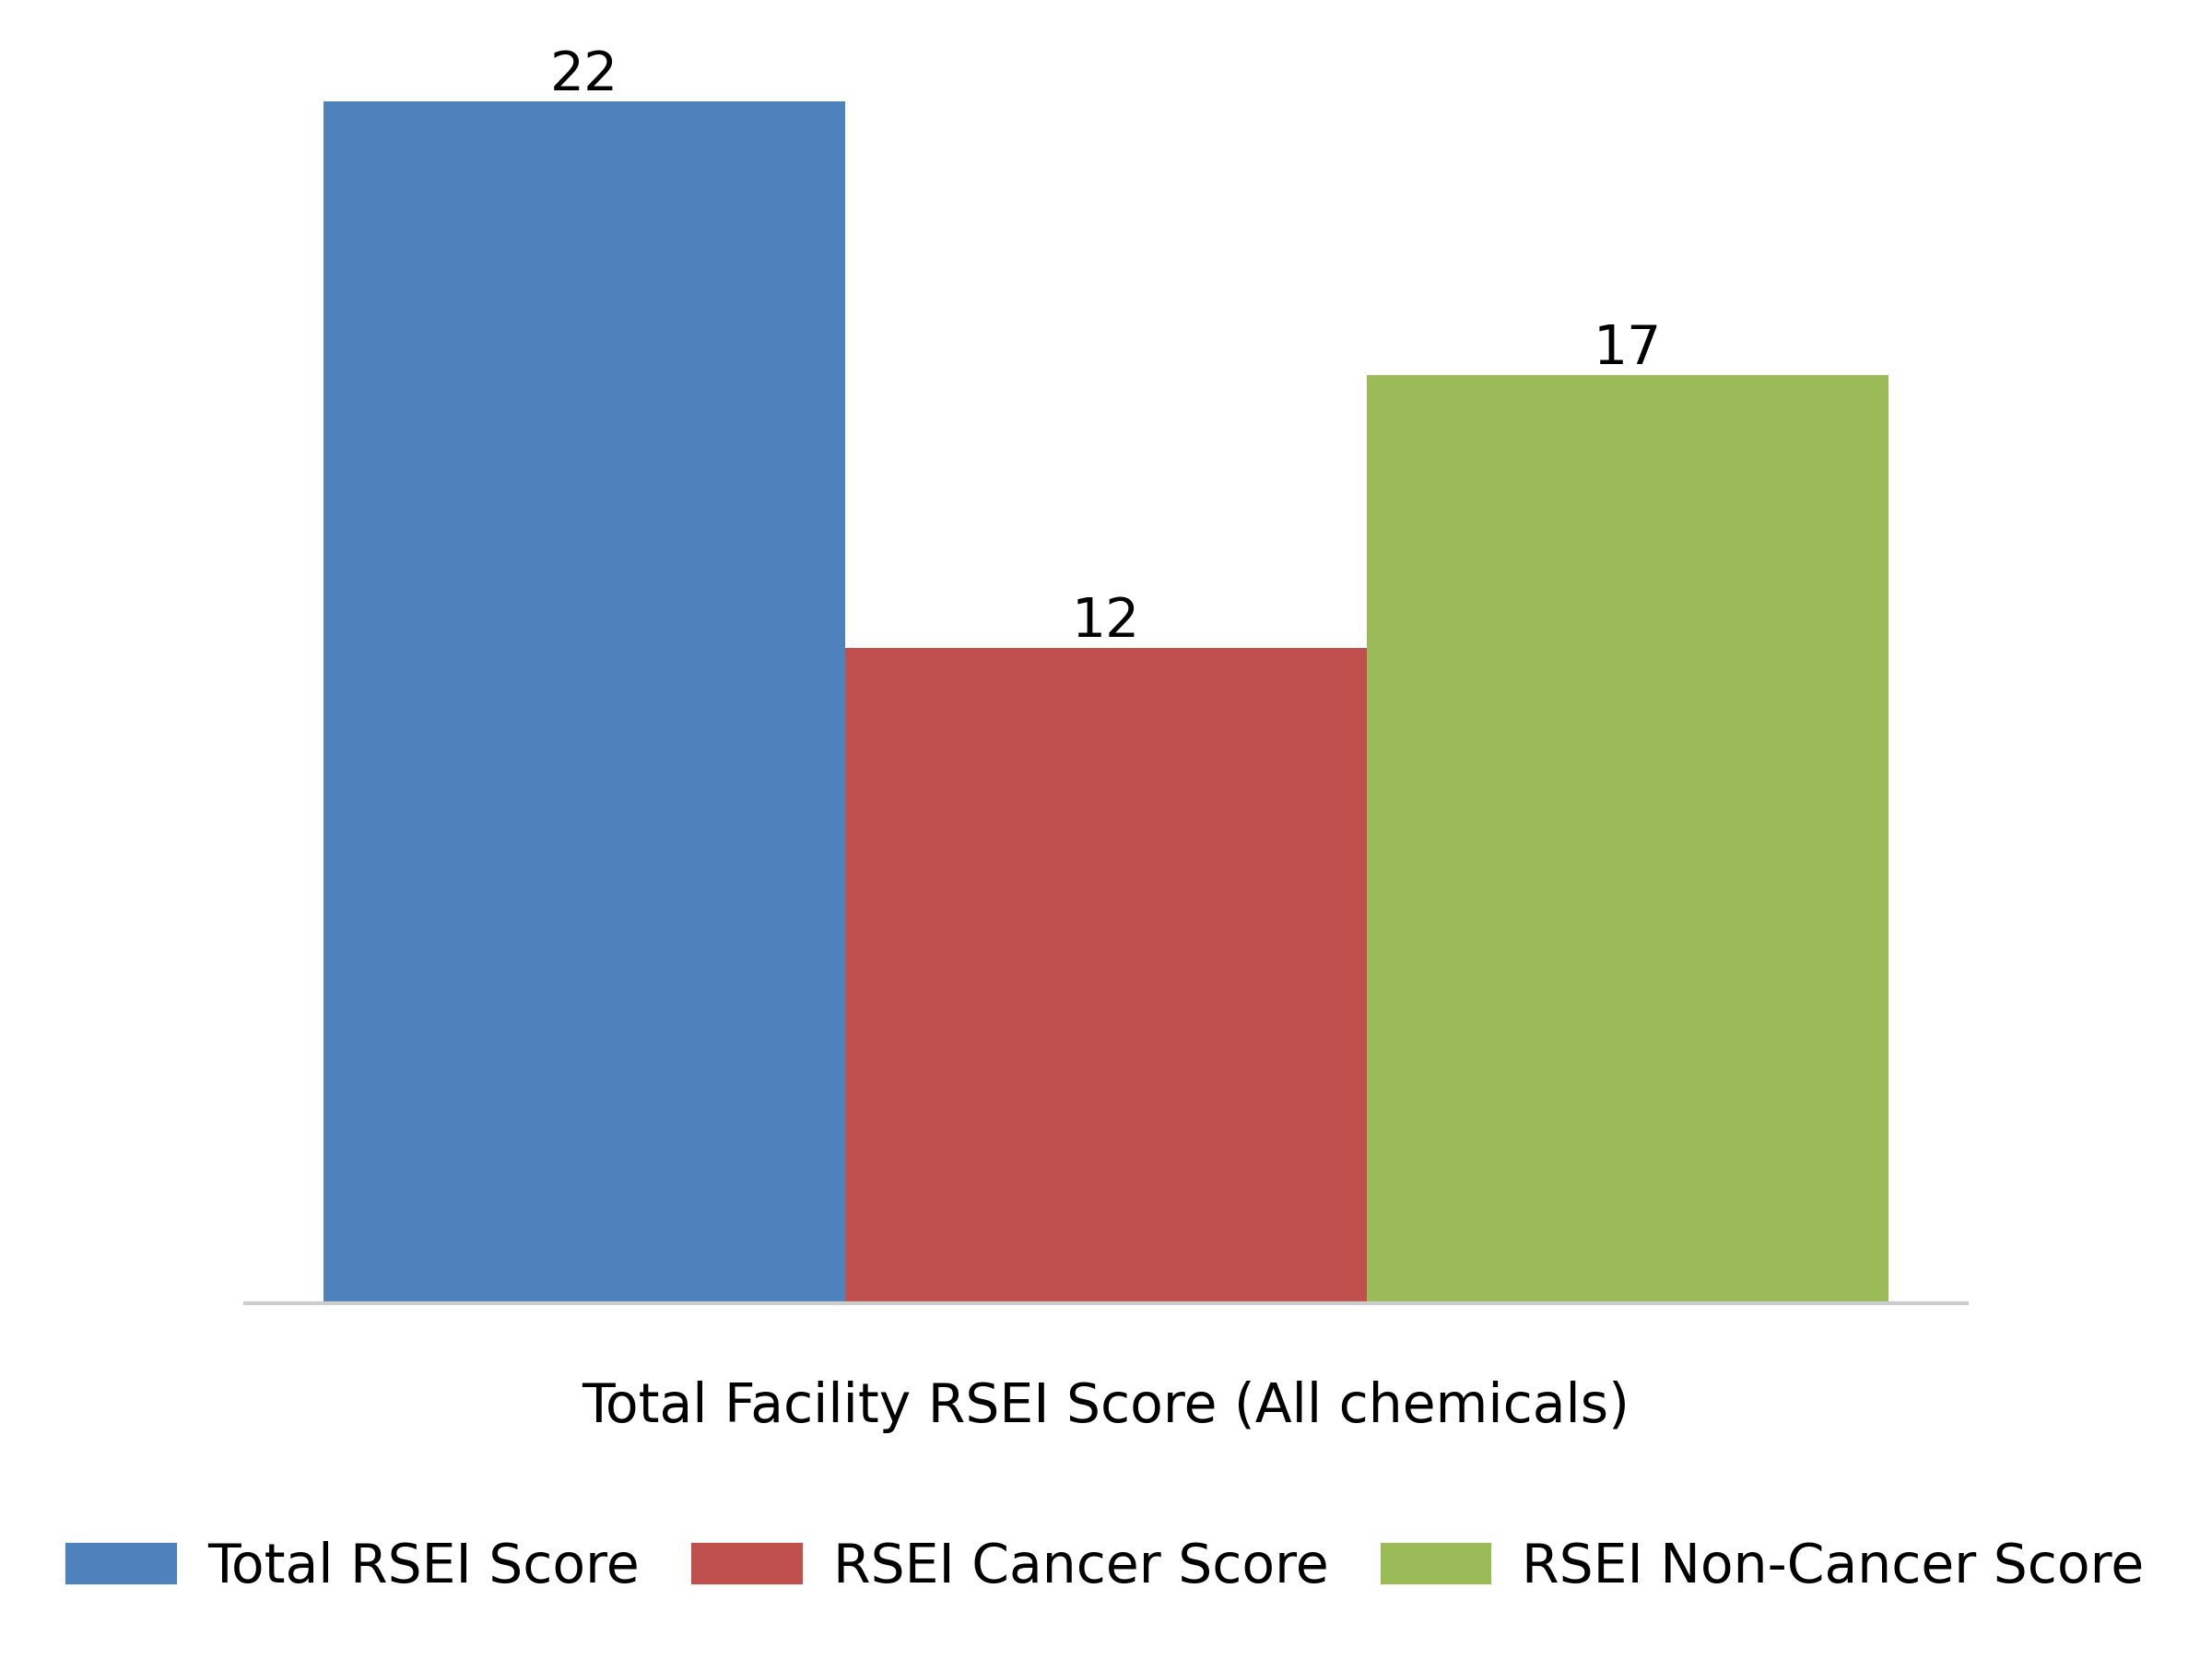 22
17
12
Total Facility RSEI Score (All chemicals)
Total RSEI Score
RSEI Cancer Score
RSEI Non-Cancer Score